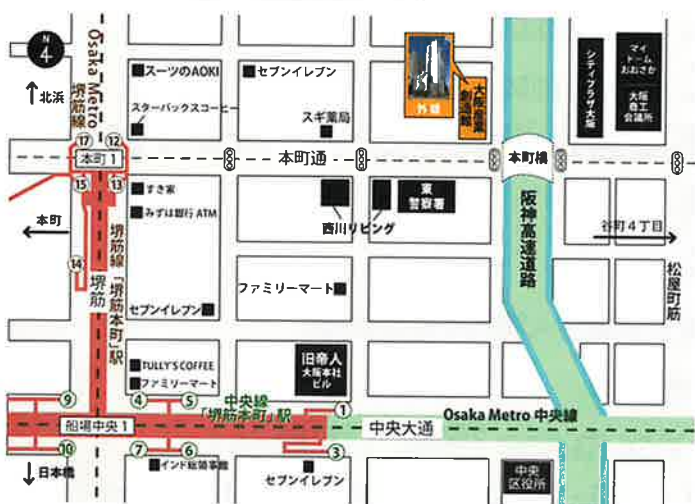 N
4
北浜
Osaka Metro
堺筋線
スーツのAOKI
セブンイレブン
スターバックスコーヒー
スギ薬局
外観
大阪産業
創造館
シティプラザ大阪
マイ
ドーム
おおさか
大阪
商工
会議所
⑰
⑫
本町1
本町通
本町橋
⑮
⑬
すき家
みずほ銀行 ATM
西川リビング
東
警察署
阪神高速道路
本町
谷町4丁目
松屋町筋
⑭
堺筋
堺筋線「堺筋本町」駅
セブンイレブン
ファミリーマート
TULLY'S COFFEE
ファミリーマート
旧帝人
大阪本社
ビル
⑨
④
⑤
中央線
「堺筋本町」駅
①
Osaka Metro 中央線
船場中央1
中央大通
⑩
⑦
⑥
③
日本橋
インド総領事館
セブンイレブン
中央
区役所